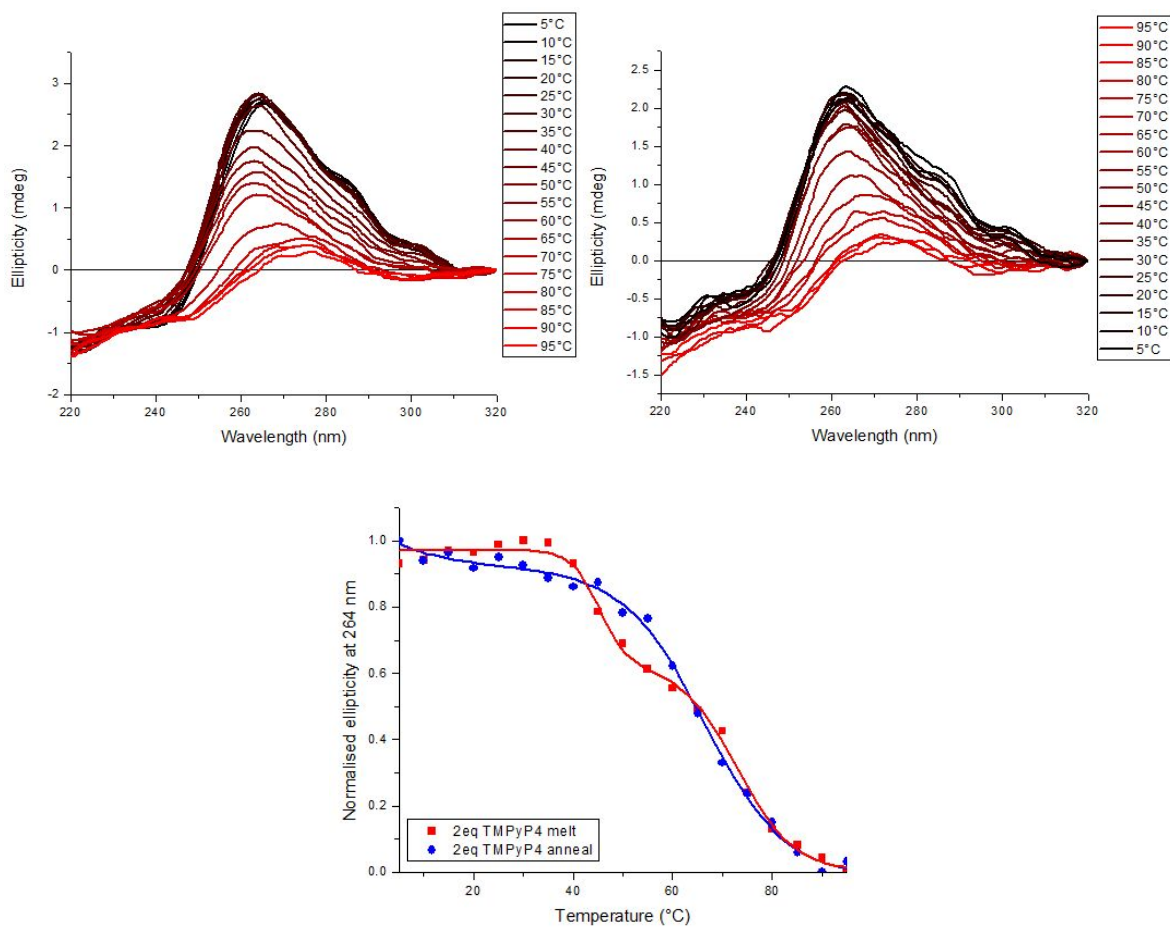 5°C
10°C
15°C
20°C
25°C
30°C
35°C
40°C
45°C
50°C
55°C
60°C
65°C
70°C
75°C
80°C
85°C
90°C
95°C
3
2
1
0
-1
-2
Ellipticity (mdeg)
220 240 260 280 300 320
Wavelength (nm)
95°C
90°C
85°C
80°C
75°C
70°C
65°C
60°C
55°C
50°C
45°C
40°C
35°C
30°C
25°C
20°C
15°C
10°C
5°C
2.5
2.0
1.5
1.0
0.5
0.0
-0.5
-1.0
-1.5
Ellipticity (mdeg)
220 240 260 280 300 320
Wavelength (nm)
1.0
0.8
0.6
0.4
0.2
0.0
Normalised ellipticity at 264 nm
2eq TMPyP4 melt
2eq TMPyP4 anneal
20 40 60 80
Temperature (°C)